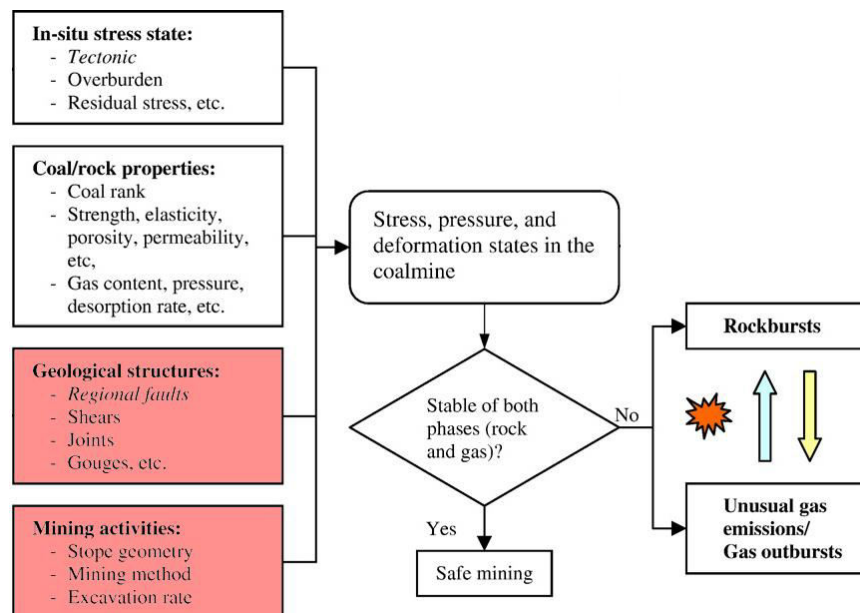 In-situ stress state:
- Tectonic
- Overburden
- Residual stress, etc.
Coal/rock properties:
- Coal rank
- Strength, elasticity,
porosity, permeability,
etc,
- Gas content, pressure,
desorption rate, etc.
Geological structures:
- Regional faults
- Shears
- Joints
- Gouges, etc.
Mining activities:
- Stope geometry
- Mining method
- Excavation rate
Stress, pressure, and
deformation states in the
coalmine
Stable of both
phases (rock
and gas)?
No
Yes
Safe mining
Rockbursts
Unusual gas
emissions/
Gas outbursts